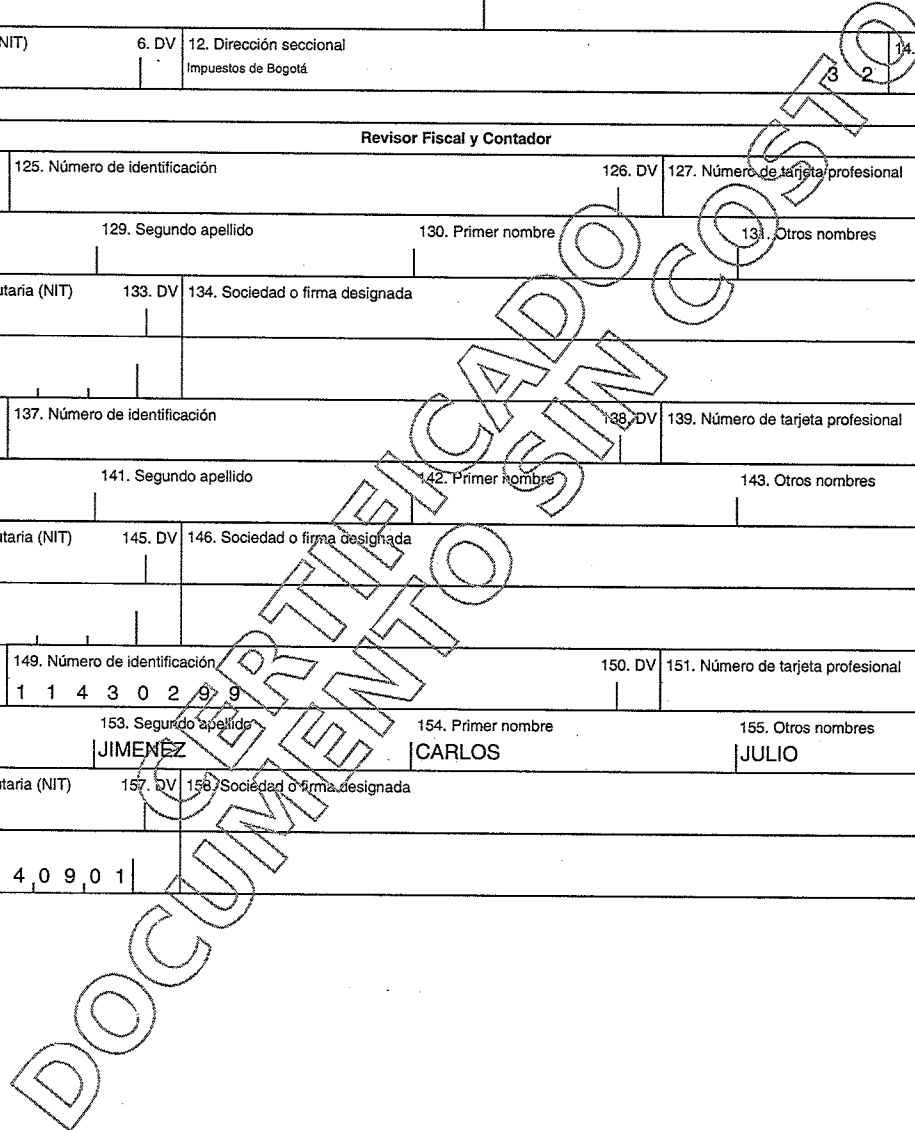 NIT) 6. DV 12. Dirección seccional 14.
Impuestos de Bogotá 3 2
Revisor Fiscal y Contador
125. Número de identificación 126. DV 127. Número de tarjeta profesional
129. Segundo apellido 130. Primer nombre 131. Otros nombres
utaria (NIT) 133. DV 134. Sociedad o firma designada
137. Número de identificación 138. DV 139. Número de tarjeta profesional
141. Segundo apellido 142. Primer nombre 143. Otros nombres
utaria (NIT) 145. DV 146. Sociedad o firma designada
149. Número de identificación 150. DV 151. Número de tarjeta profesional
1 1 4 3 0 2 9 9
153. Segundo apellido 154. Primer nombre 155. Otros nombres
JIMENEZ CARLOS JULIO
utaria (NIT) 157. DV 158. Sociedad o firma designada
4 0 9 0 1
CERTIFICADO
DOCUMENTO SIN COSTO